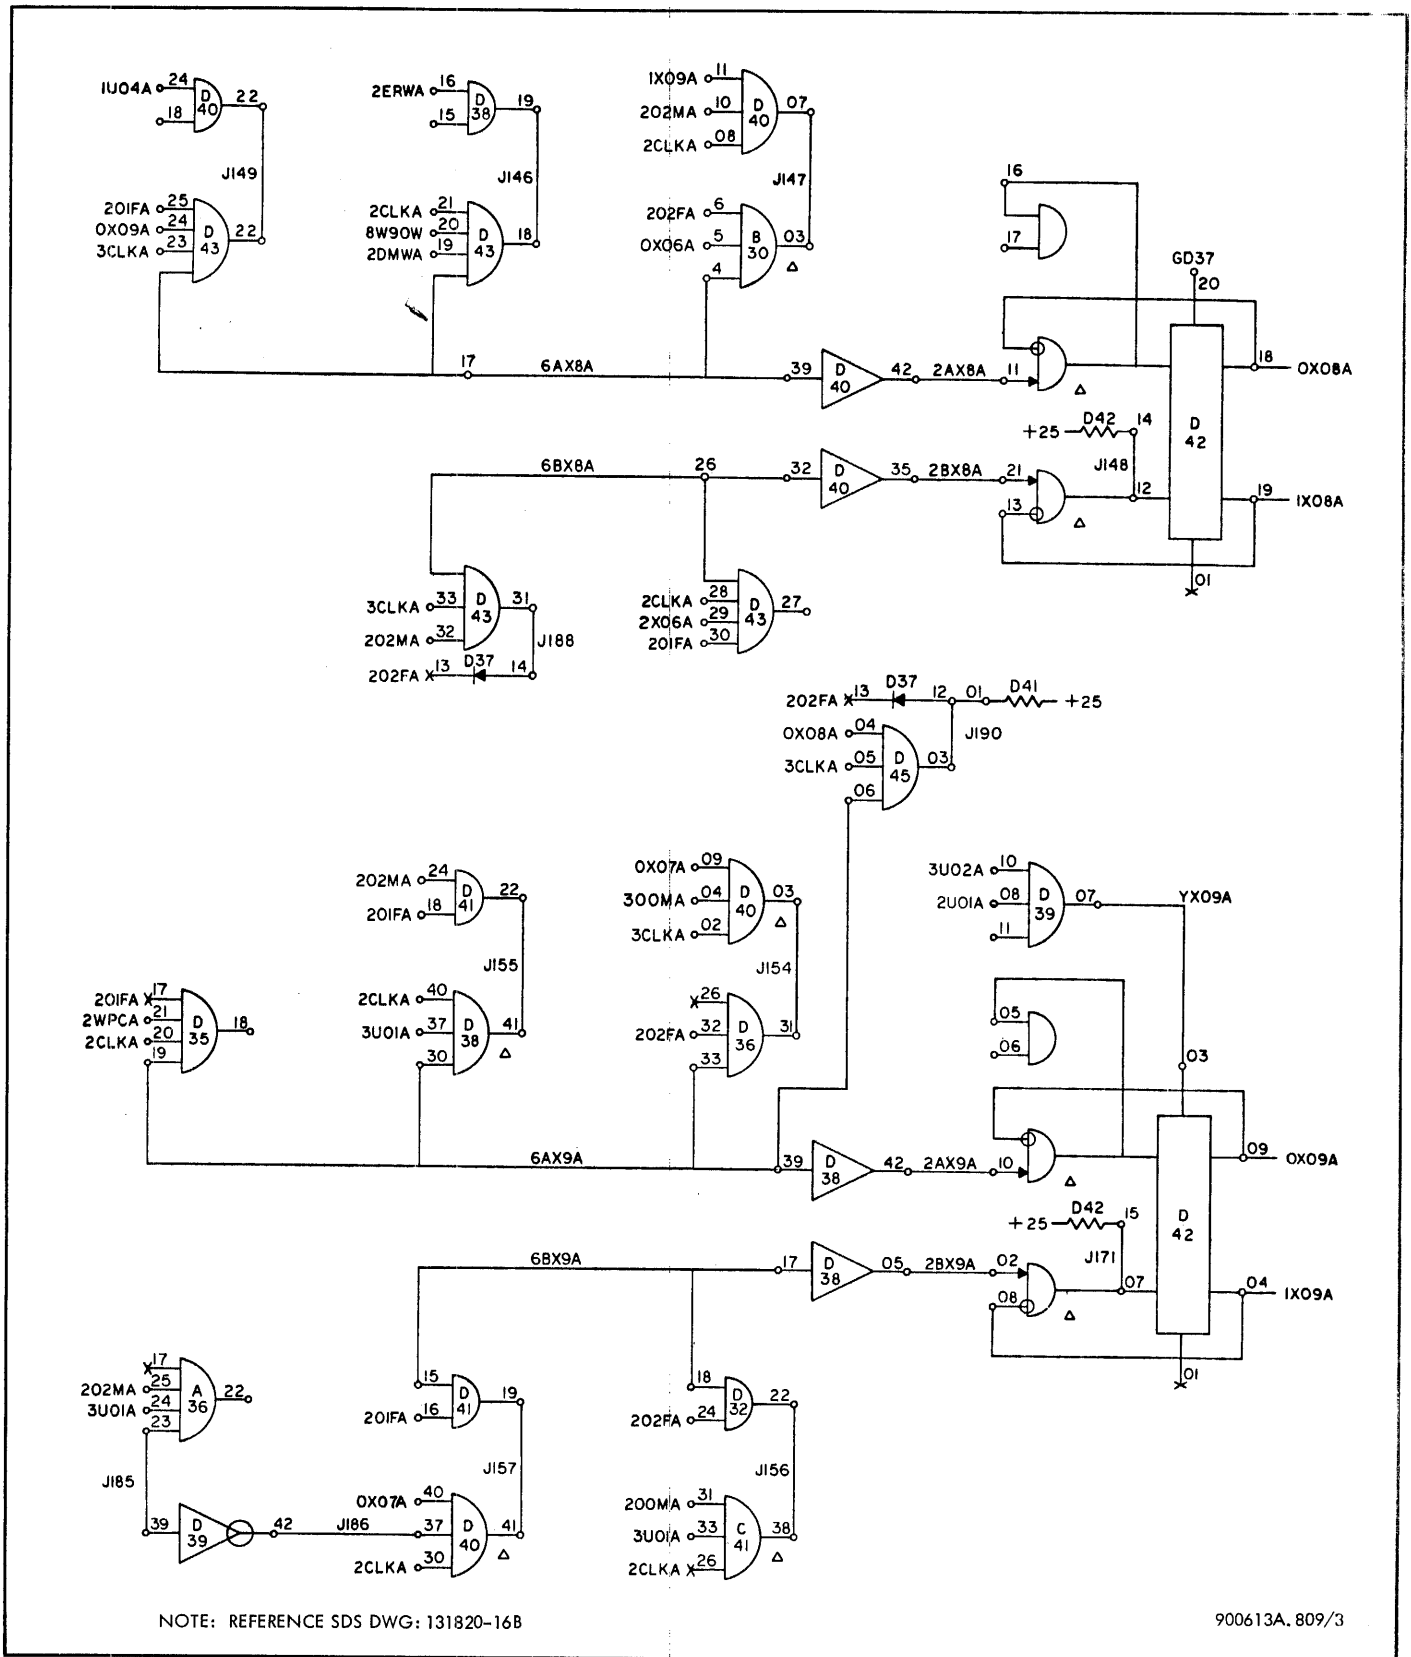 1U04A 24
18
D
40
22
J149
201FA 25
0X09A 24
3CLKA 23
D
43
22
2ERWA 16
15
D
38
19
J146
2CLKA 21
8W90W 20
2DMWA 19
D
43
18
1X09A 11
202MA 10
2CLKA 08
D
40
07
J147
202FA 6
0X06A 5
4
B
30
03
Δ
17
6AX8A
39
D
40
42
2AX8A
11
16
17
Δ
GD37
20
D
42
18
0X08A
+25
D42
14
J148
12
6BX8A
26
32
D
40
35
2BX8A
21
13
Δ
19
1X08A
01
3CLKA 33
202MA 32
D
43
31
J188
202FA 13
D37
14
2CLKA 28
2X06A 29
201FA 30
D
43
27
202FA 13
D37
12
01
D41
+25
J190
0X08A 04
3CLKA 05
06
D
45
03
202MA 24
201FA 18
D
41
22
J155
2CLKA 40
3U01A 37
30
D
38
41
Δ
0X07A 09
300MA 04
3CLKA 02
D
40
03
Δ
J154
26
202FA 32
33
D
36
31
3U02A 10
2U01A 08
11
D
39
07
YX09A
201FA 17
2WPCA 21
2CLKA 20
19
D
35
18
05
06
03
6AX9A
39
D
38
42
2AX9A
10
Δ
D
42
09
0X09A
+25
D42
15
J171
07
6BX9A
17
D
38
05
2BX9A
02
08
Δ
04
1X09A
01
17
202MA 25
3U01A 24
23
A
36
22
J185
39
D
39
42
J186
15
201FA 16
D
41
19
J157
0X07A 40
37
2CLKA 30
D
40
41
Δ
18
202FA 24
D
32
22
J156
200MA 31
3U01A 33
2CLKA 26
C
41
38
Δ
NOTE: REFERENCE SDS DWG: 131820-16B
900613A. 809/3